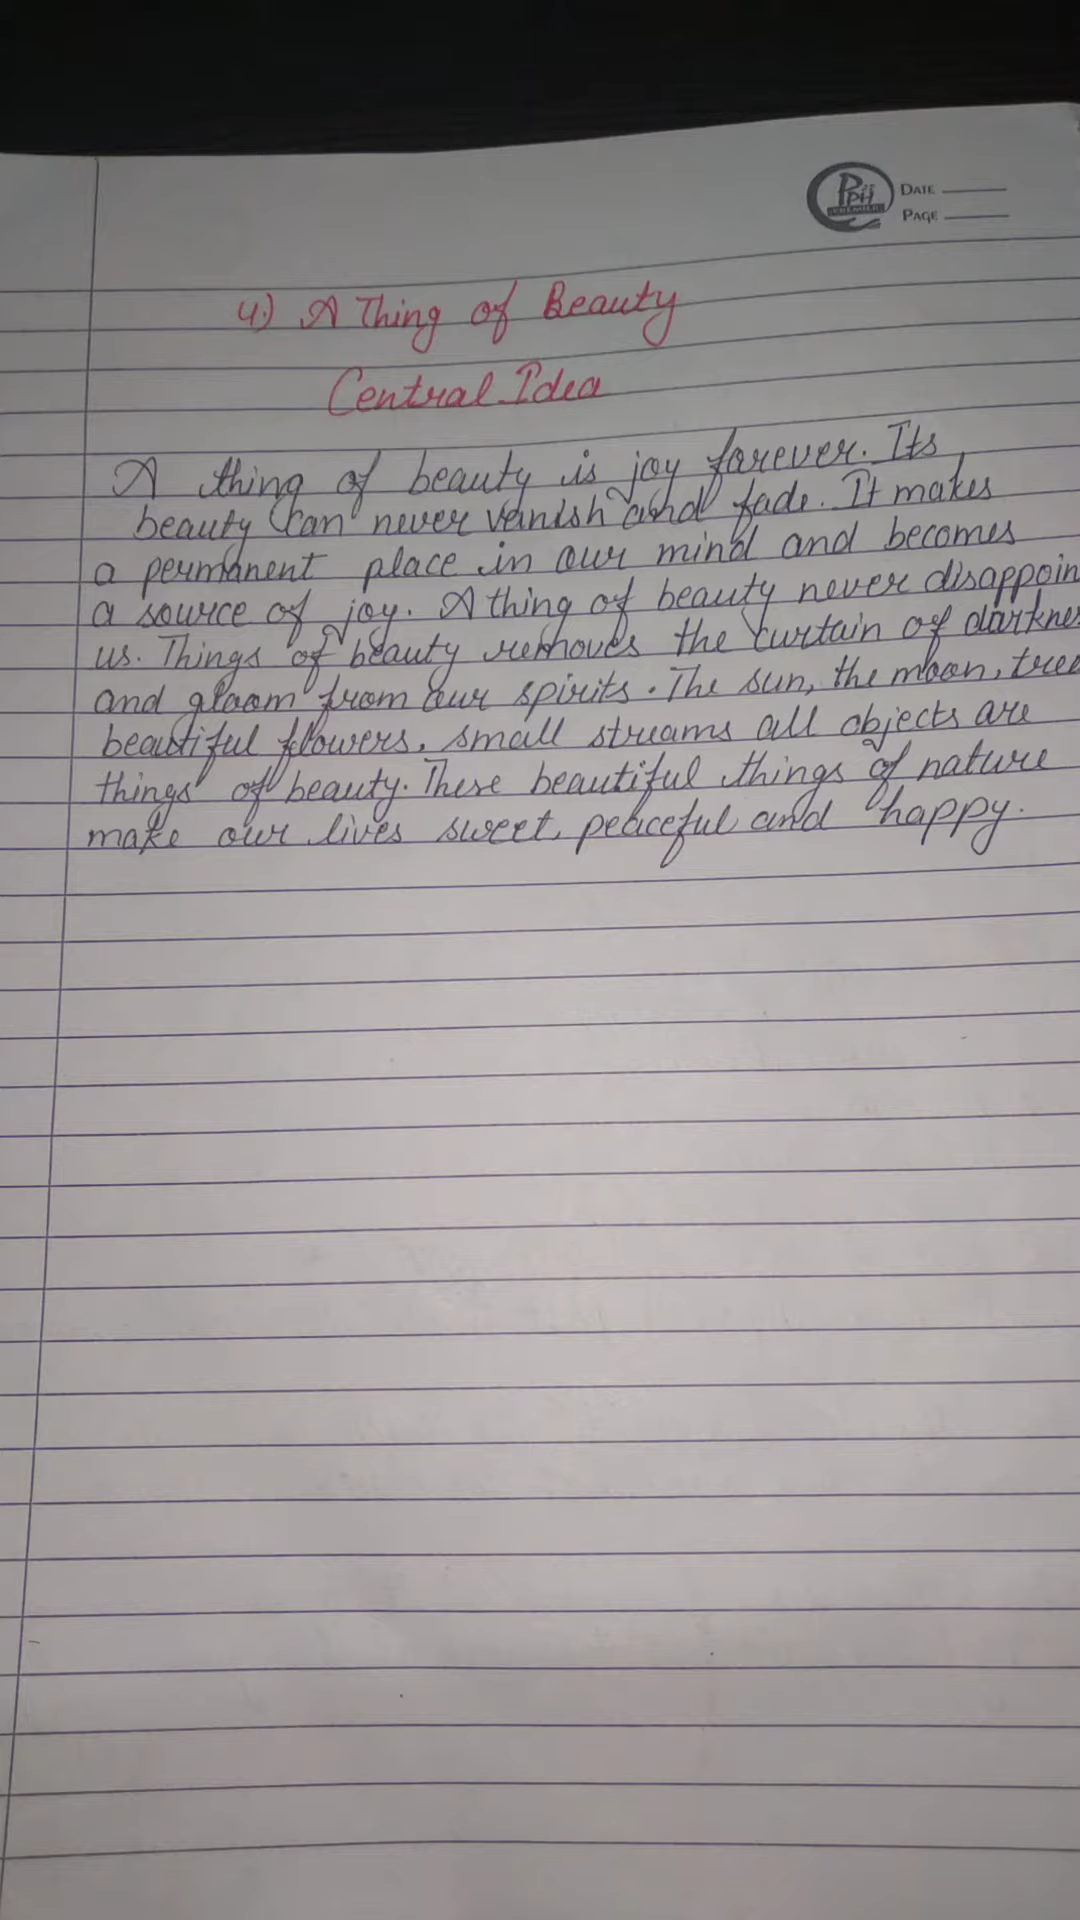 PPH
DATE
PAGE
4.) A Thing of Beauty
Central Idea
A thing of beauty is joy forever. Its
beauty can never vanish and fade. It makes
a permanent place in our mind and becomes
a source of joy. A thing of beauty never disappoin
us. Things of beauty removes the curtain of darknes
and gloom from our spirits. The sun, the moon, tree
beautiful flowers, small streams all objects are
things of beauty. These beautiful things of nature
make our lives sweet, peaceful and happy.